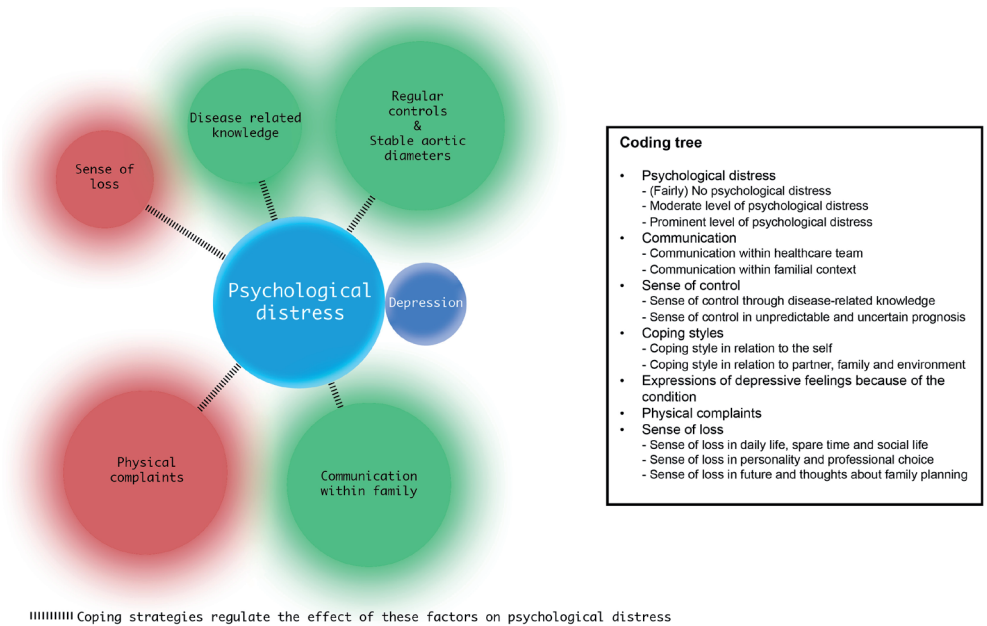 Regular
controls
&
Stable aortic
diameters
Disease related
knowledge
Sense of
loss
Psychological
distress
Depression
Physical
complaints
Communication
within family
Coping strategies regulate the effect of these factors on psychological distress
Coding tree
• Psychological distress
- (Fairly) No psychological distress
- Moderate level of psychological distress
- Prominent level of psychological distress
• Communication
- Communication within healthcare team
- Communication within familial context
• Sense of control
- Sense of control through disease-related knowledge
- Sense of control in unpredictable and uncertain prognosis
• Coping styles
- Coping style in relation to the self
- Coping style in relation to partner, family and environment
• Expressions of depressive feelings because of the
condition
• Physical complaints
• Sense of loss
- Sense of loss in daily life, spare time and social life
- Sense of loss in personality and professional choice
- Sense of loss in future and thoughts about family planning